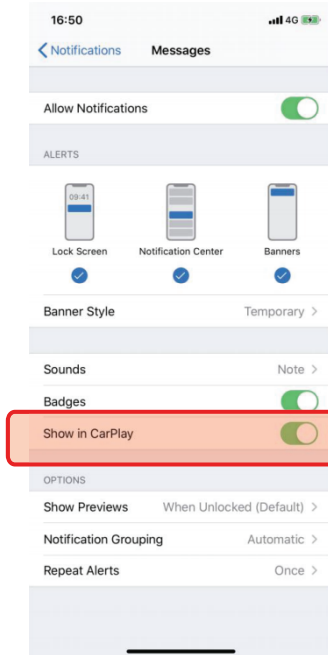 16:50 4G
Notifications Messages
Allow Notifications
ALERTS
09:41
Lock Screen Notification Center Banners
Banner Style Temporary
Sounds Note
Badges
Show in CarPlay
OPTIONS
Show Previews When Unlocked (Default)
Notification Grouping Automatic
Repeat Alerts Once